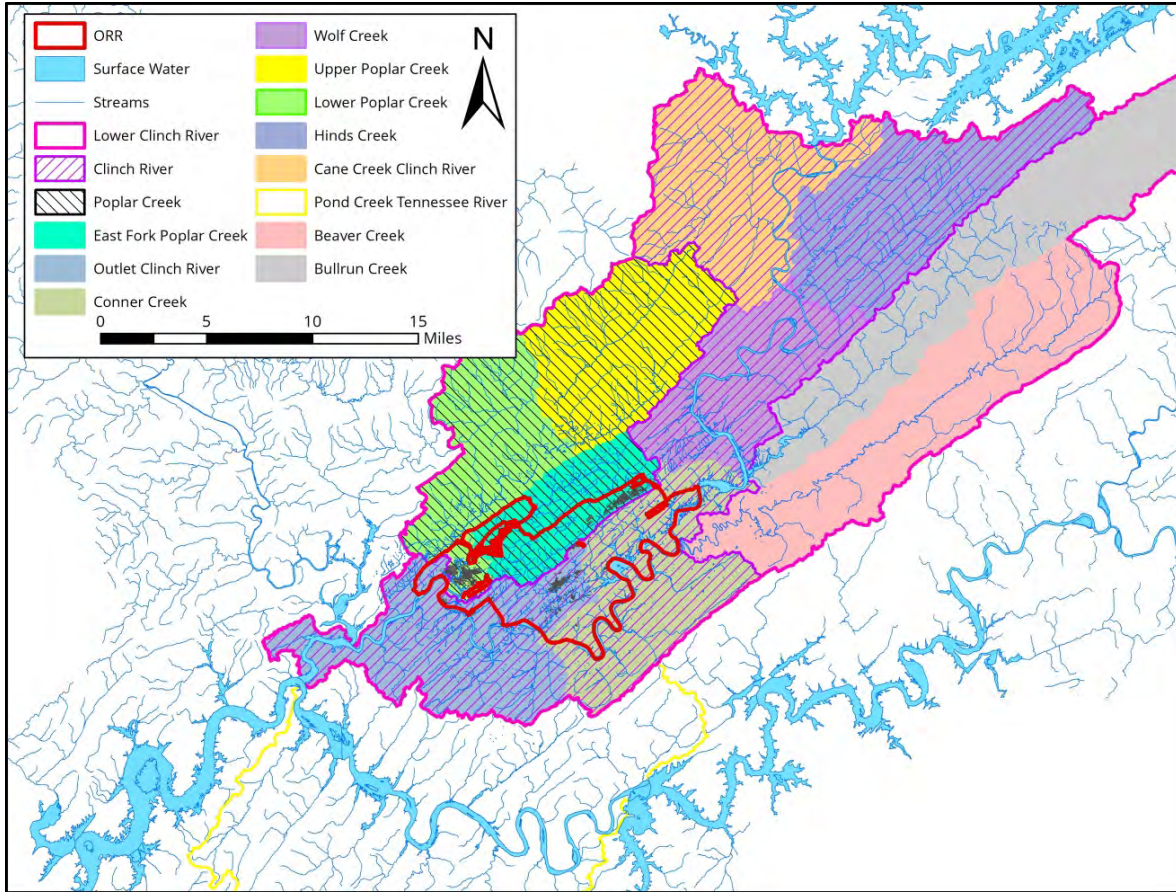 ORR
Surface Water
Streams
Lower Clinch River
Clinch River
Poplar Creek
East Fork Poplar Creek
Outlet Clinch River
Conner Creek
Wolf Creek
Upper Poplar Creek
Lower Poplar Creek
Hinds Creek
Cane Creek Clinch River
Pond Creek Tennessee River
Beaver Creek
Bullrun Creek
N
0 5 10 15
Miles